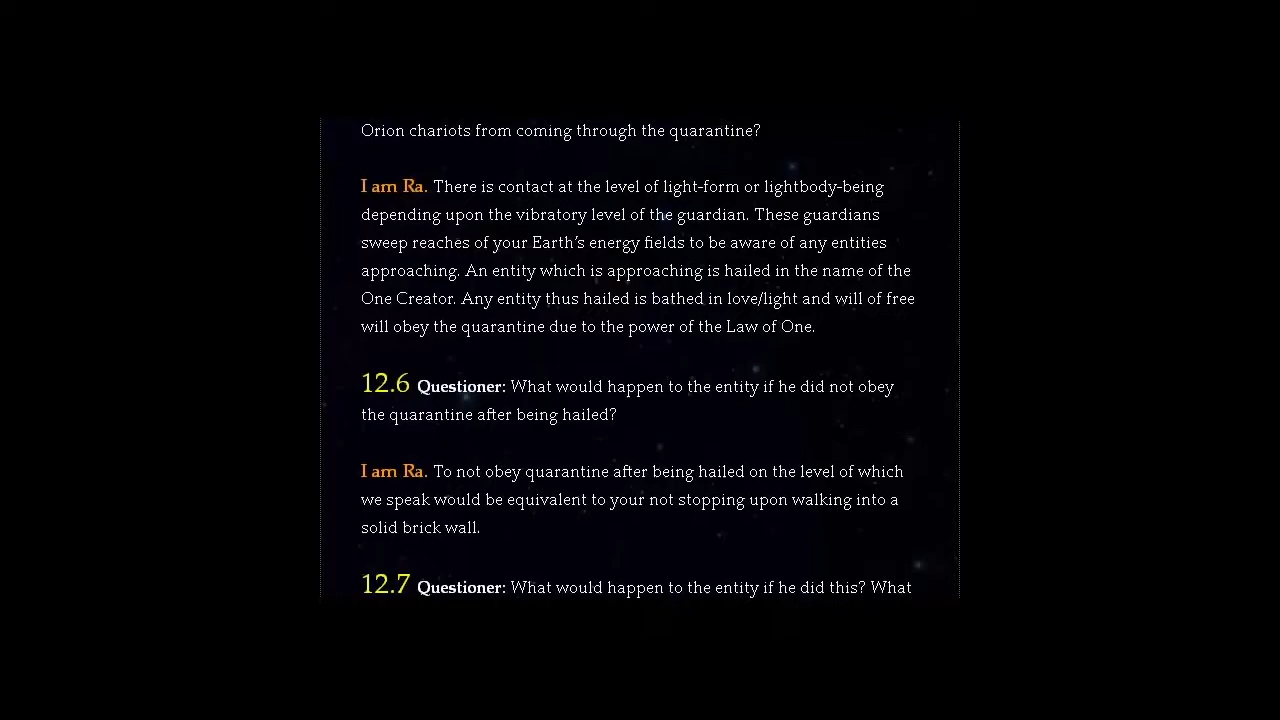 Orion chariots from coming through the quarantine?
I am Ra. There is contact at the level of light-form or lightbody-being
depending upon the vibratory level of the guardian. These guardians
sweep reaches of your Earth's energy fields to be aware of any entities
approaching. An entity which is approaching is hailed in the name of the
One Creator. Any entity thus hailed is bathed in love/light and will of free
will obey the quarantine due to the power of the Law of One.
12.6 Questioner: What would happen to the entity if he did not obey
the quarantine after being hailed?
I am Ra. To not obey quarantine after being hailed on the level of which
we speak would be equivalent to your not stopping upon walking into a
solid brick wall.
12.7 Questioner: What would happen to the entity if he did this? What